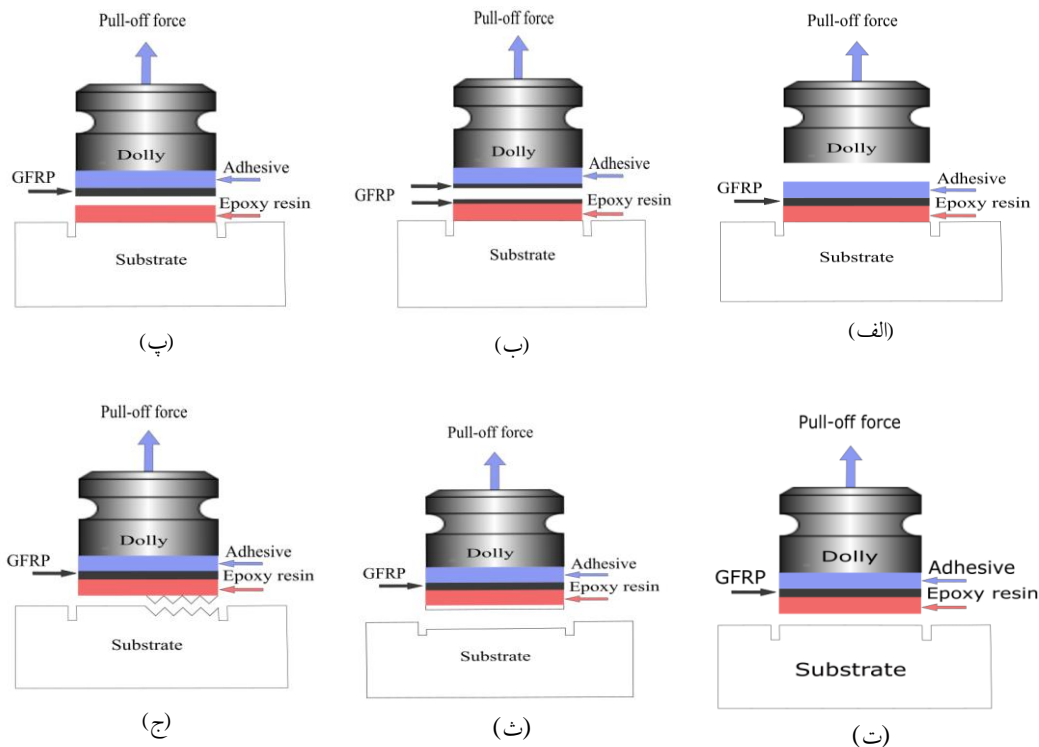 Pull-off force
Dolly
GFRP
Adhesive
Epoxy resin
Substrate
(پ)
Pull-off force
Dolly
GFRP
GFRP
Adhesive
Epoxy resin
Substrate
(ب)
Pull-off force
Dolly
GFRP
Adhesive
Epoxy resin
Substrate
(الف)
Pull-off force
Dolly
GFRP
Adhesive
Epoxy resin
Substrate
(ج)
Pull-off force
Dolly
GFRP
Adhesive
Epoxy resin
Substrate
(ث)
Pull-off force
Dolly
GFRP
Adhesive
Epoxy resin
Substrate
(ت)